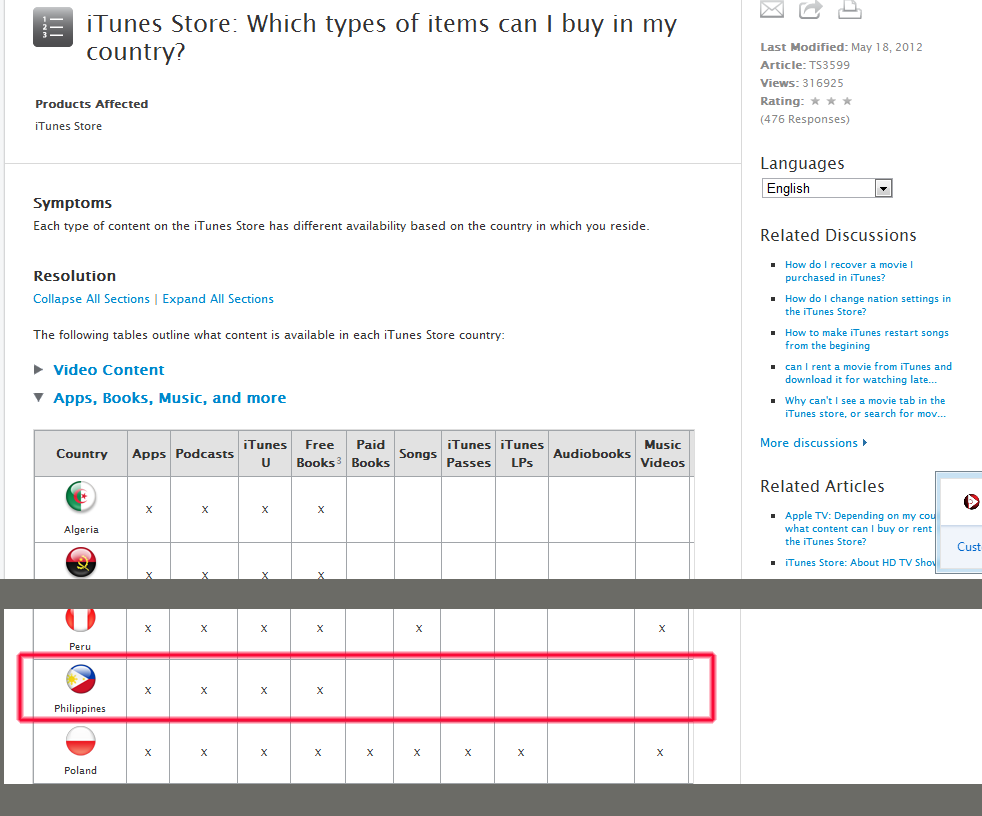 iTunes Store: Which types of items can I buy in my
country?
Products Affected
iTunes Store
Symptoms
Each type of content on the iTunes Store has different availability based on the country in which you reside.
Resolution
Collapse All Sections | Expand All Sections
The following tables outline what content is available in each iTunes Store country:
Video Content
Apps, Books, Music, and more
Country Apps Podcasts iTunes U Free Books3 Paid Books Songs iTunes Passes iTunes LPs Audiobooks Music Videos
Algeria x x x x
x x x x
Peru x x x x x x
Philippines x x x x
Poland x x x x x x x x x
Last Modified: May 18, 2012
Article: TS3599
Views: 316925
Rating:
(476 Responses)
Languages
English
Related Discussions
How do I recover a movie I
purchased in iTunes?
How do I change nation settings in
the iTunes Store?
How to make iTunes restart songs
from the begining
can I rent a movie from iTunes and
download it for watching late...
Why can't I see a movie tab in the
iTunes store, or search for mov...
More discussions
Related Articles
Apple TV: Depending on my cou
what content can I buy or rent
the iTunes Store?
iTunes Store: About HD TV Show
Cust